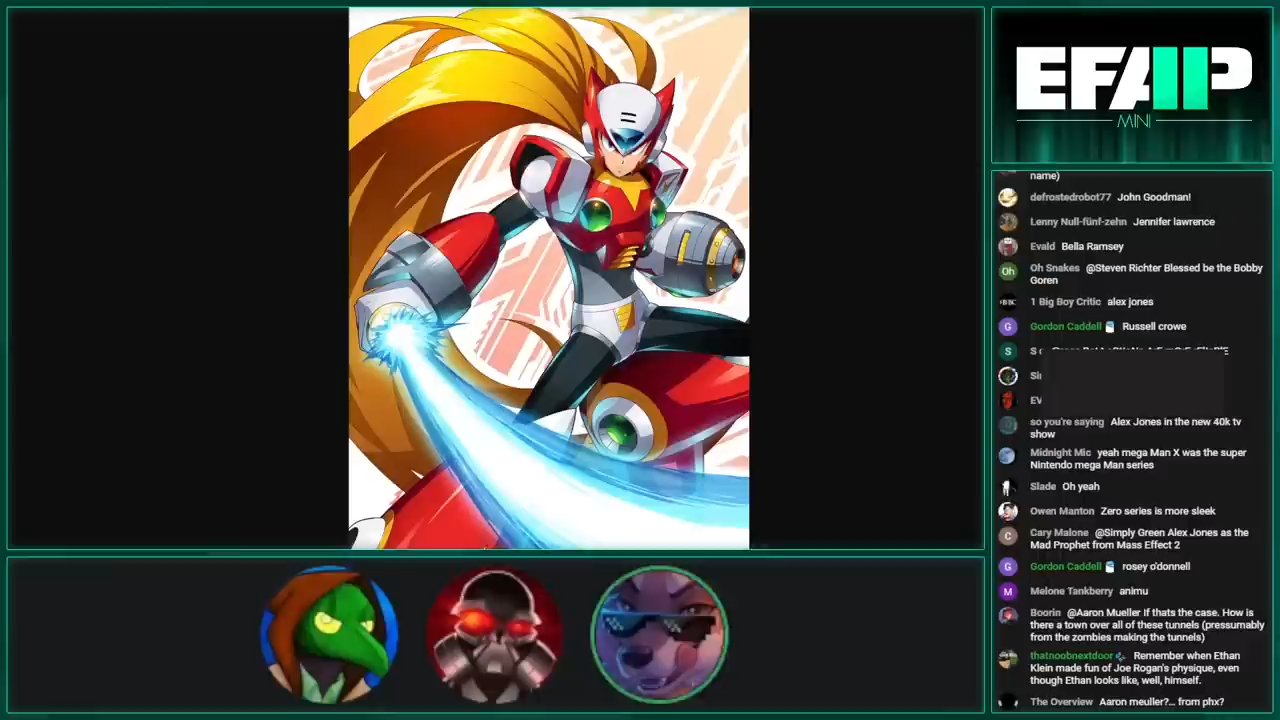 EFAP
MINI
name)
defrostedrobot77 John Goodman!
Lenny Null-fünf-zehn Jennifer lawrence
Evald Bella Ramsey
Oh Oh Snakes @Steven Richter Blessed be the Bobby
Goren
1 Big Boy Critic alex jones
G Gordon Caddell Russell crowe
S
Sir
EV
so you're saying Alex Jones in the new 40k tv
show
Midnight Mic yeah mega Man X was the super
Nintendo mega Man series
Slade Oh yeah
Owen Manton Zero series is more sleek
C Cary Malone @Simply Green Alex Jones as the
Mad Prophet from Mass Effect 2
G Gordon Caddell rosey o'donnell
M Melone Tankberry animu
Boorin @Aaron Mueller If thats the case. How is
there a town over all of these tunnels (presumably
from the zombies making the tunnels)
thatnoobnextdoor Remember when Ethan
Klein made fun of Joe Rogan's physique, even
though Ethan looks like, well, himself.
The Overview Aaron meuller?... from phx?